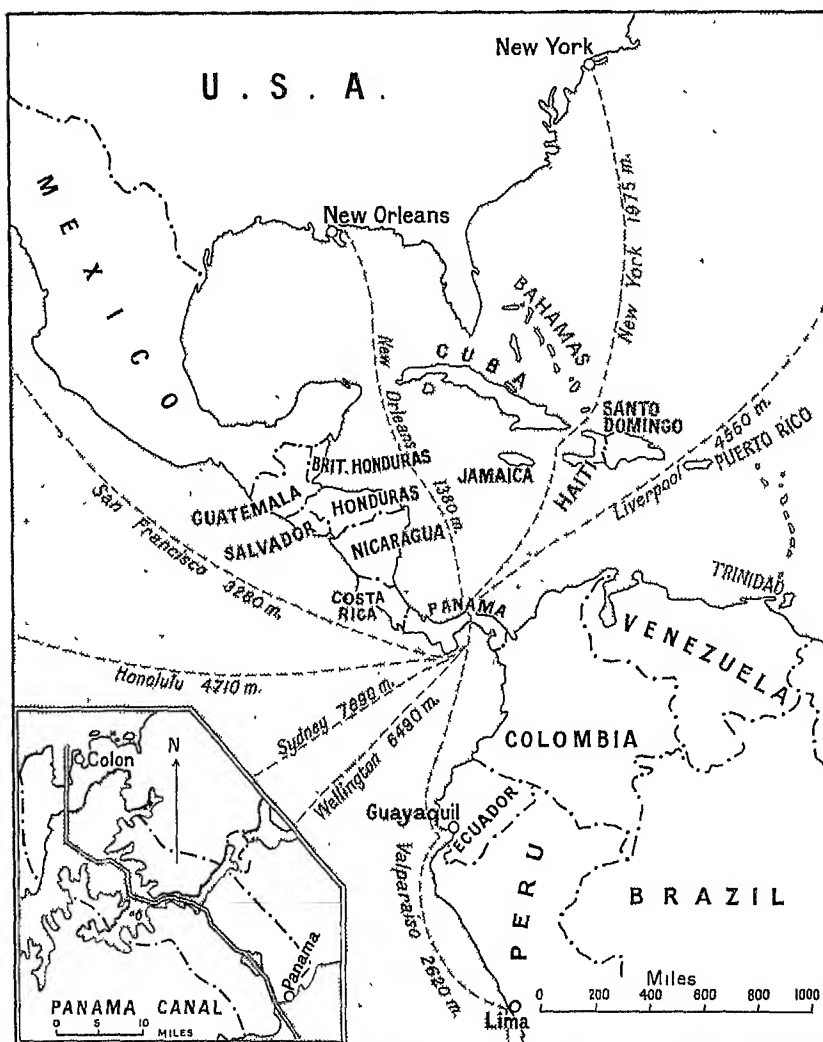 New York
U. S. A.
MEXICO
New Orleans
New York 1975 m.
BAHAMAS
CUBA
New Orleans 1380 m.
SANTO
DOMINGO
Liverpool 4560 m.
PUERTO RICO
HAITI
JAMAICA
BRIT. HONDURAS
GUATEMALA
HONDURAS
SALVADOR
NICARAGUA
San Francisco 3280 m.
COSTA
RICA
PANAMA
TRINIDAD
VENEZUELA
Honolulu 4710 m.
Sydney 7690 m.
Wellington 6490 m.
COLOMBIA
Guayaquil
ECUADOR
Valparaiso 2620 m.
PERU
BRAZIL
Lima
Miles
0 200 400 600 800 1000
N
Colon
Panama
PANAMA CANAL
0 5 10
MILES